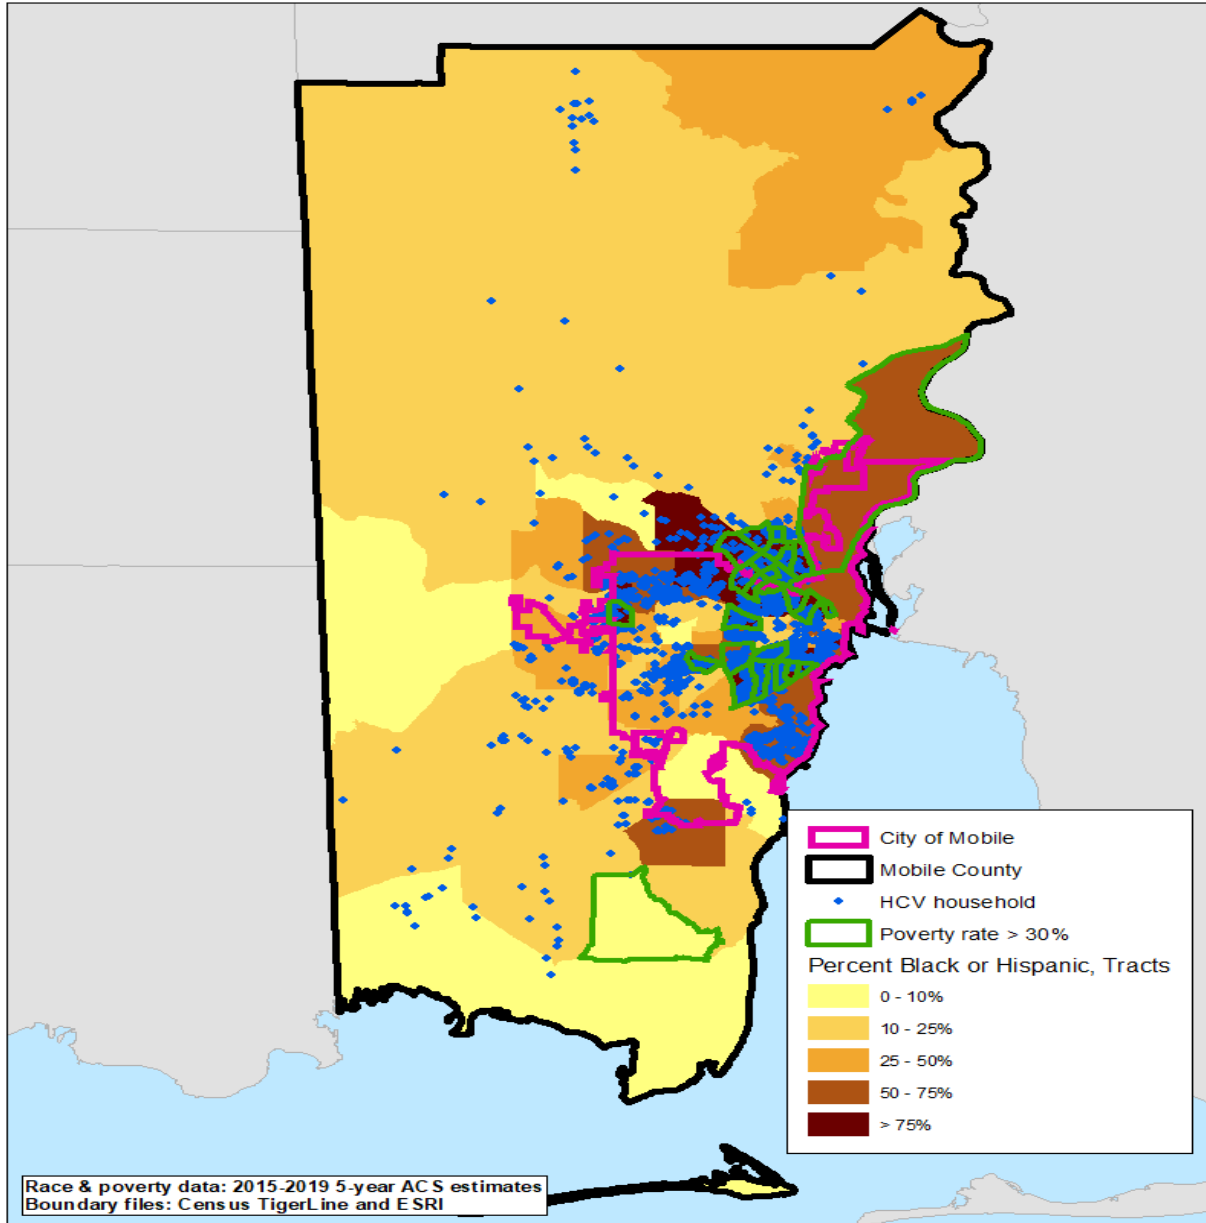 City of Mobile
Mobile County
HCV household
Poverty rate > 30%
Percent Black or Hispanic, Tracts
0 - 10%
10 - 25%
25 - 50%
50 - 75%
> 75%
Race & poverty data: 2015-2019 5-year ACS estimates
Boundary files: Census TigerLine and ESRI